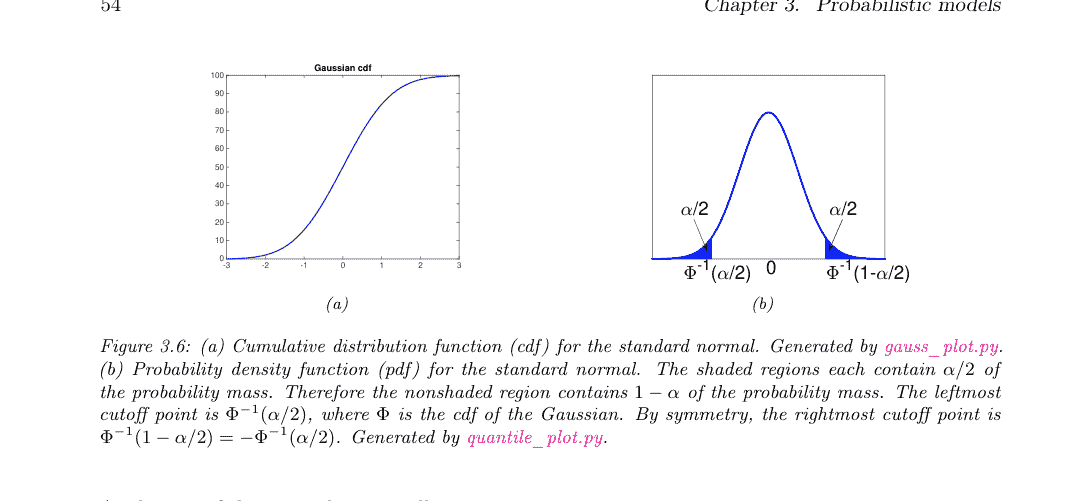 54
Chapter 3. Probabilistic models
Gaussian cdf
100
90
80
70
60
50
40
30
20
10
0
-3 -2 -1 0 1 2 3
α/2 α/2
Φ⁻¹(α/2) 0 Φ⁻¹(1-α/2)
(a) (b)
Figure 3.6: (a) Cumulative distribution function (cdf) for the standard normal. Generated by gauss_plot.py.
(b) Probability density function (pdf) for the standard normal. The shaded regions each contain α/2 of
the probability mass. Therefore the nonshaded region contains 1 − α of the probability mass. The leftmost
cutoff point is Φ⁻¹(α/2), where Φ is the cdf of the Gaussian. By symmetry, the rightmost cutoff point is
Φ⁻¹(1 − α/2) = −Φ⁻¹(α/2). Generated by quantile_plot.py.